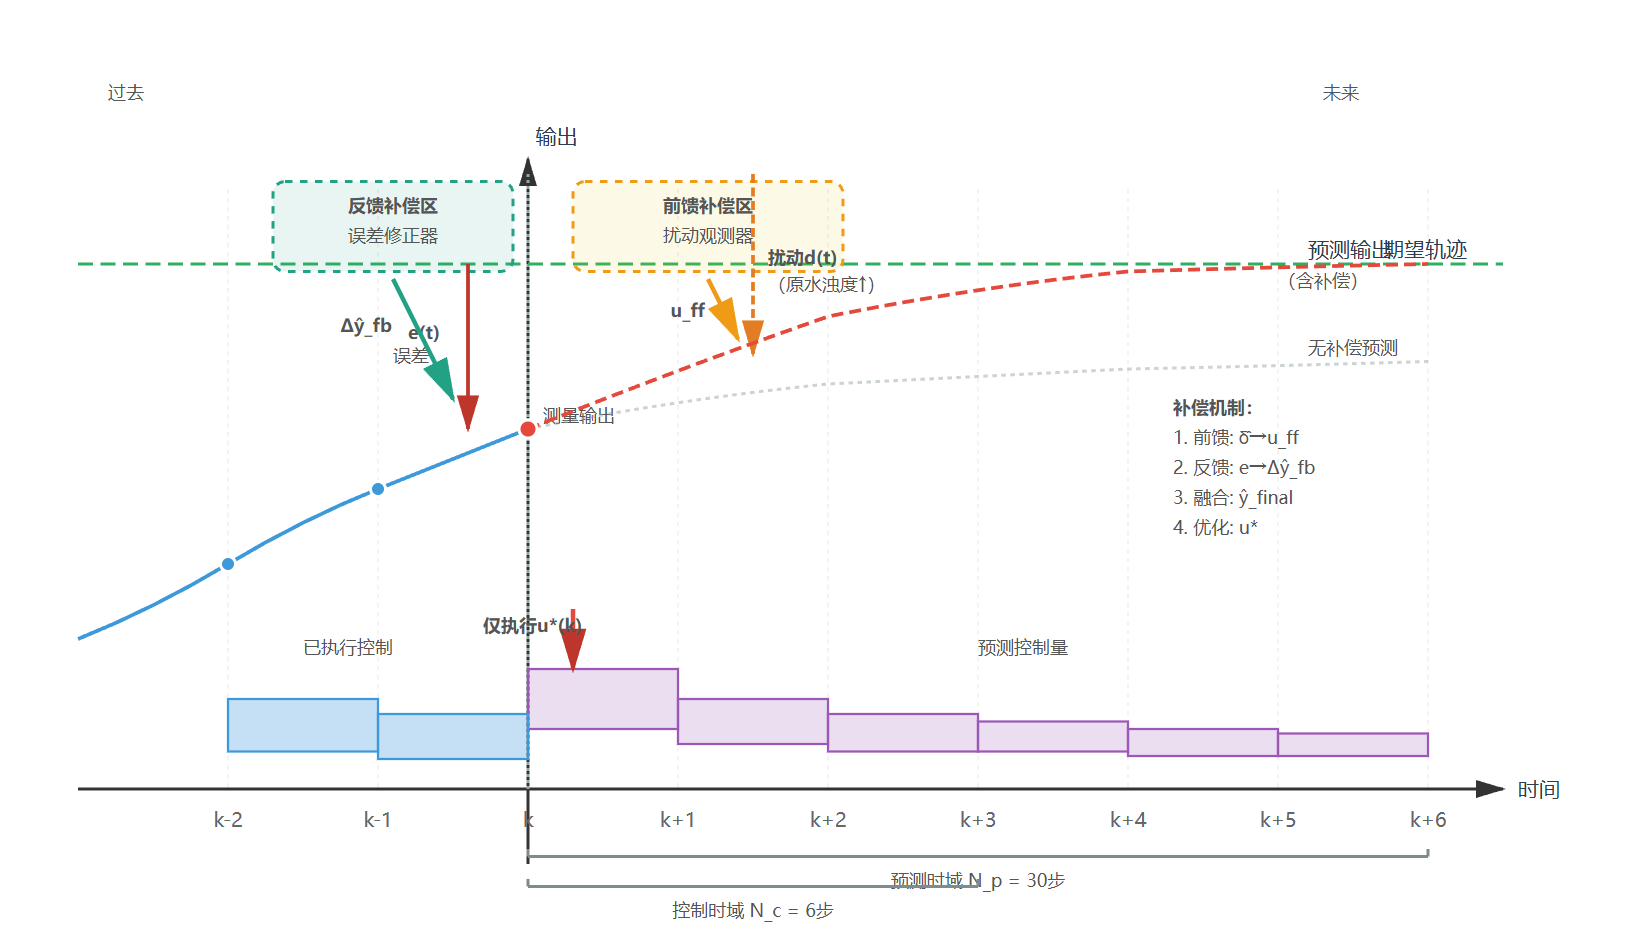 过去
未来
输出
反馈补偿区
误差修正器
前馈补偿区
扰动观测器
扰动d(t)
（原水浊度↑）
预测输出
期望轨迹
（含补偿）
u_ff
Δŷ_fb
e(t)
误差
无补偿预测
测量输出
补偿机制：
1. 前馈: δ→u_ff
2. 反馈: e→Δŷ_fb
3. 融合: ŷ_final
4. 优化: u*
仅执行u*(k)
已执行控制
预测控制量
时间
k-2
k-1
k
k+1
k+2
k+3
k+4
k+5
k+6
预测时域 N_p = 30步
控制时域 N_c = 6步